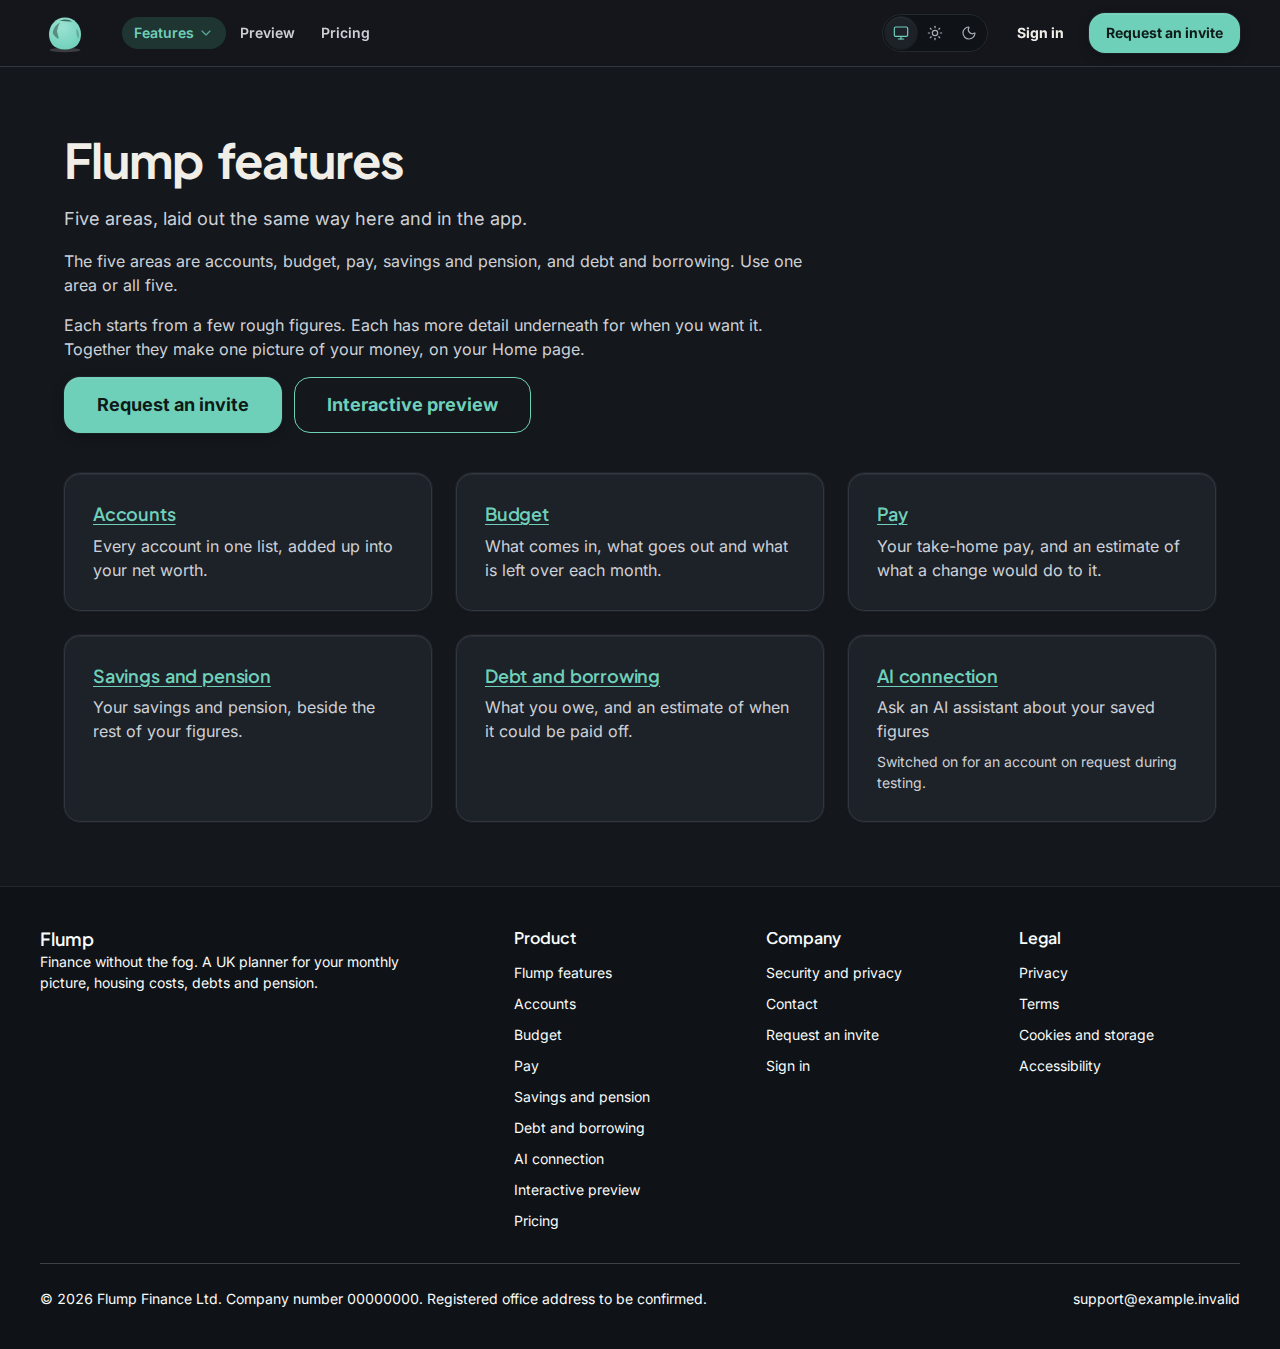 Features
Preview
Pricing
Sign in
Request an invite
Flump features
Five areas, laid out the same way here and in the app.
The five areas are accounts, budget, pay, savings and pension, and debt and borrowing. Use one
area or all five.
Each starts from a few rough figures. Each has more detail underneath for when you want it.
Together they make one picture of your money, on your Home page.
Request an invite
Interactive preview
Accounts
Every account in one list, added up into
your net worth.
Budget
What comes in, what goes out and what
is left over each month.
Pay
Your take-home pay, and an estimate of
what a change would do to it.
Savings and pension
Your savings and pension, beside the
rest of your figures.
Debt and borrowing
What you owe, and an estimate of when
it could be paid off.
AI connection
Ask an AI assistant about your saved
figures
Switched on for an account on request during
testing.
Flump
Finance without the fog. A UK planner for your monthly
picture, housing costs, debts and pension.
Product
Flump features
Accounts
Budget
Pay
Savings and pension
Debt and borrowing
AI connection
Interactive preview
Pricing
Company
Security and privacy
Contact
Request an invite
Sign in
Legal
Privacy
Terms
Cookies and storage
Accessibility
© 2026 Flump Finance Ltd. Company number 00000000. Registered office address to be confirmed.
support@example.invalid